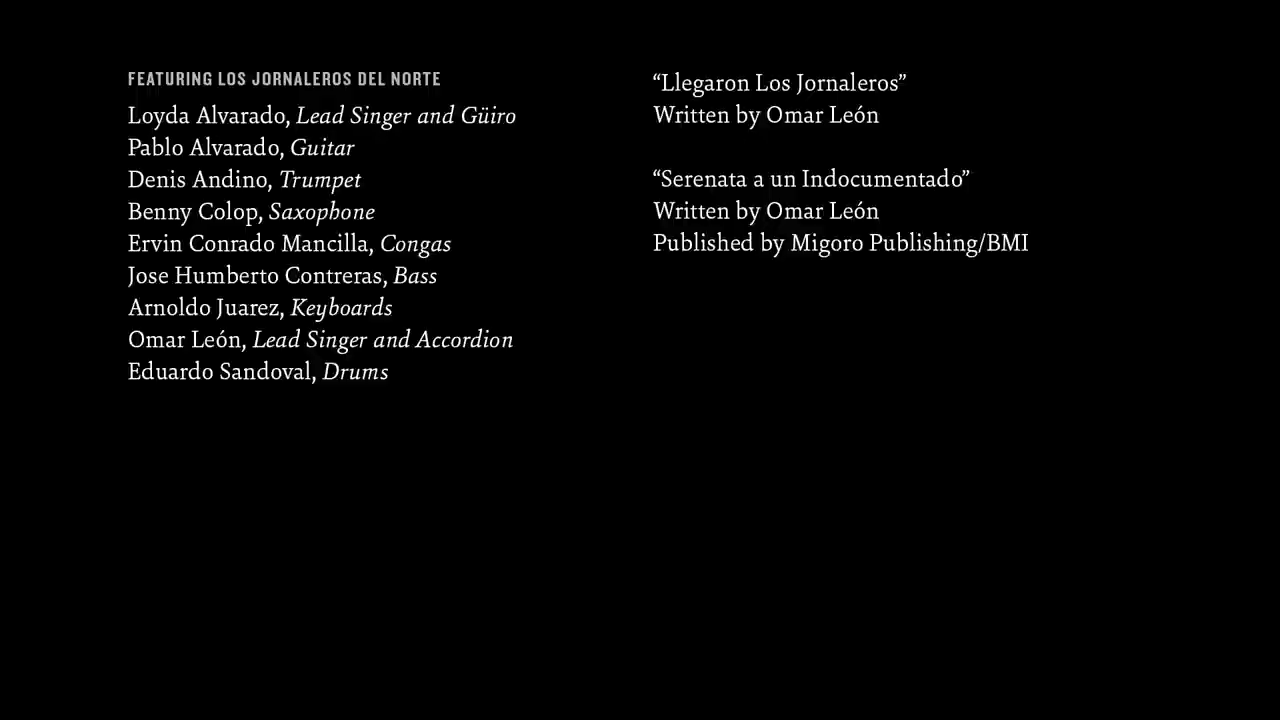 FEATURING LOS JORNALEROS DEL NORTE
Loyda Alvarado, Lead Singer and Güiro
Pablo Alvarado, Guitar
Denis Andino, Trumpet
Benny Colop, Saxophone
Ervin Conrado Mancilla, Congas
Jose Humberto Contreras, Bass
Arnoldo Juarez, Keyboards
Omar León, Lead Singer and Accordion
Eduardo Sandoval, Drums
“Llegaron Los Jornaleros”
Written by Omar León
“Serenata a un Indocumentado”
Written by Omar León
Published by Migoro Publishing/BMI